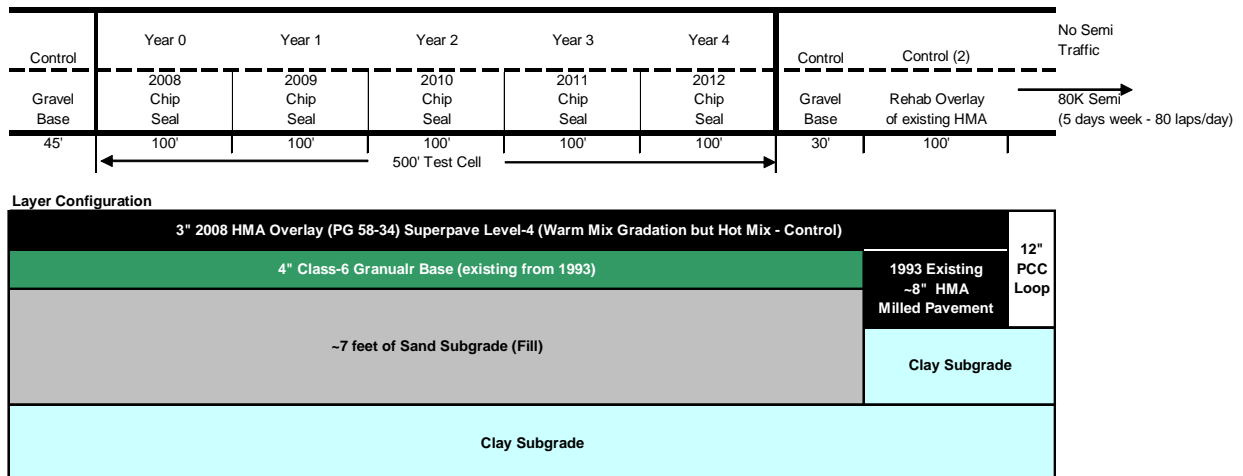 No Semi
Traffic
Year 0 Year 1 Year 2 Year 3 Year 4
Control Control Control (2)
2008 2009 2010 2011 2012
Gravel Chip Chip Chip Chip Chip Gravel Rehab Overlay 80K Semi
Base Seal Seal Seal Seal Seal Base of existing HMA (5 days week - 80 laps/day)
45' 100' 100' 100' 100' 100' 30' 100'
500' Test Cell
Layer Configuration
3" 2008 HMA Overlay (PG 58-34) Superpave Level-4 (Warm Mix Gradation but Hot Mix - Control)
12"
PCC
Loop
4" Class-6 Granualr Base (existing from 1993)
1993 Existing
~8" HMA
Milled Pavement
~7 feet of Sand Subgrade (Fill)
Clay Subgrade
Clay Subgrade